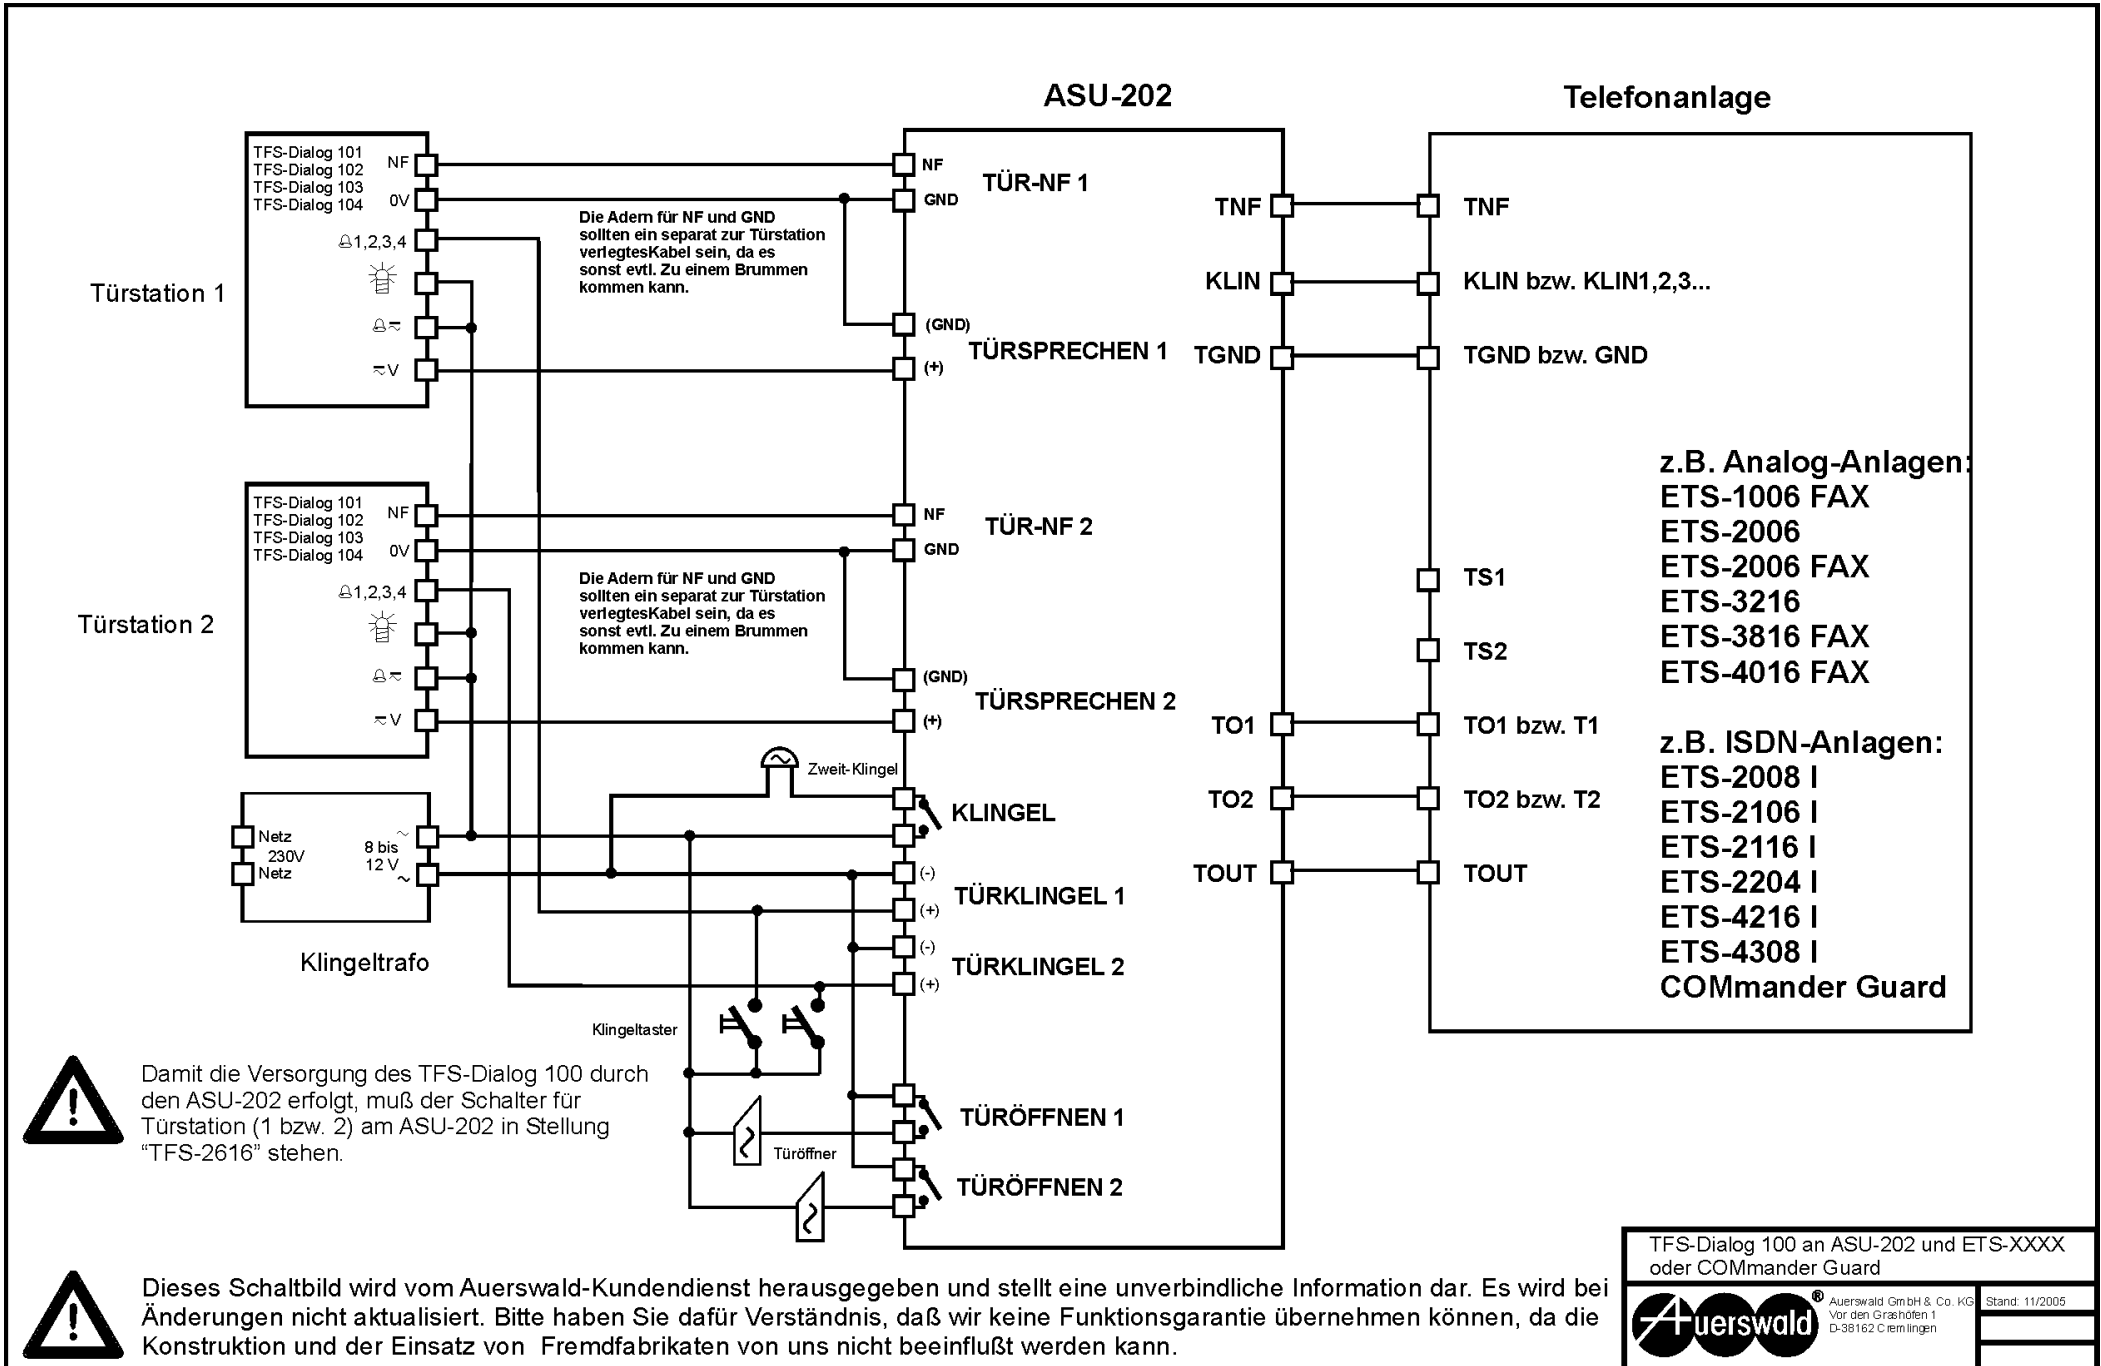 ASU-202
Telefonanlage
TFS-Dialog 101
TFS-Dialog 102
TFS-Dialog 103
TFS-Dialog 104
NF
0V
1,2,3,4
V
Türstation 1
Die Adern für NF und GND
sollten ein separat zur Türstation
verlegtesKabel sein, da es
sonst evtl. Zu einem Brummen
kommen kann.
NF
GND
TÜR-NF 1
(GND)
TÜRSPRECHEN 1
(+)
TNF
KLIN
TGND
TNF
KLIN bzw. KLIN1,2,3...
TGND bzw. GND
TFS-Dialog 101
TFS-Dialog 102
TFS-Dialog 103
TFS-Dialog 104
NF
0V
1,2,3,4
V
Türstation 2
Die Adern für NF und GND
sollten ein separat zur Türstation
verlegtesKabel sein, da es
sonst evtl. Zu einem Brummen
kommen kann.
NF
GND
TÜR-NF 2
(GND)
TÜRSPRECHEN 2
(+)
TS1
TS2
TO1
TO1 bzw. T1
TO2
TO2 bzw. T2
TOUT
TOUT
z.B. Analog-Anlagen:
ETS-1006 FAX
ETS-2006
ETS-2006 FAX
ETS-3216
ETS-3816 FAX
ETS-4016 FAX
z.B. ISDN-Anlagen:
ETS-2008 I
ETS-2106 I
ETS-2116 I
ETS-2204 I
ETS-4216 I
ETS-4308 I
COMmander Guard
Zweit-Klingel
KLINGEL
Netz
230V
Netz
8 bis
12 V
~
~
Klingeltrafo
(-)
TÜRKLINGEL 1
(+)
(-)
TÜRKLINGEL 2
(+)
Klingeltaster
TÜRÖFFNEN 1
Türöffner
TÜRÖFFNEN 2
Damit die Versorgung des TFS-Dialog 100 durch
den ASU-202 erfolgt, muß der Schalter für
Türstation (1 bzw. 2) am ASU-202 in Stellung
“TFS-2616” stehen.
Dieses Schaltbild wird vom Auerswald-Kundendienst herausgegeben und stellt eine unverbindliche Information dar. Es wird bei
Änderungen nicht aktualisiert. Bitte haben Sie dafür Verständnis, daß wir keine Funktionsgarantie übernehmen können, da die
Konstruktion und der Einsatz von Fremdfabrikaten von uns nicht beeinflußt werden kann.
TFS-Dialog 100 an ASU-202 und ETS-XXXX
oder COMmander Guard
Auerswald®
Auerswald GmbH & Co. KG
Vor den Grashöfen 1
D-38162 Cremlingen
Stand: 11/2005